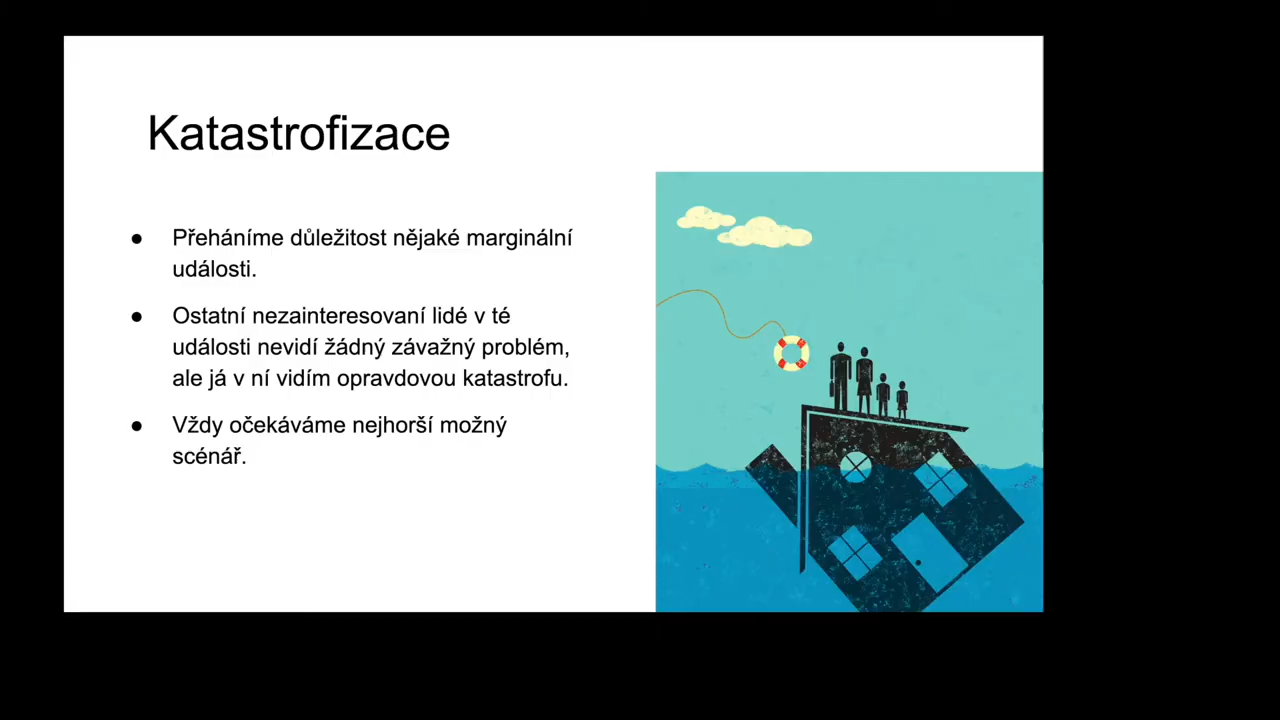 Katastrofizace
● Přeháníme důležitost nějaké marginální
události.
● Ostatní nezainteresovaní lidé v té
události nevidí žádný závažný problém,
ale já v ní vidím opravdovou katastrofu.
● Vždy očekáváme nejhorší možný
scénář.